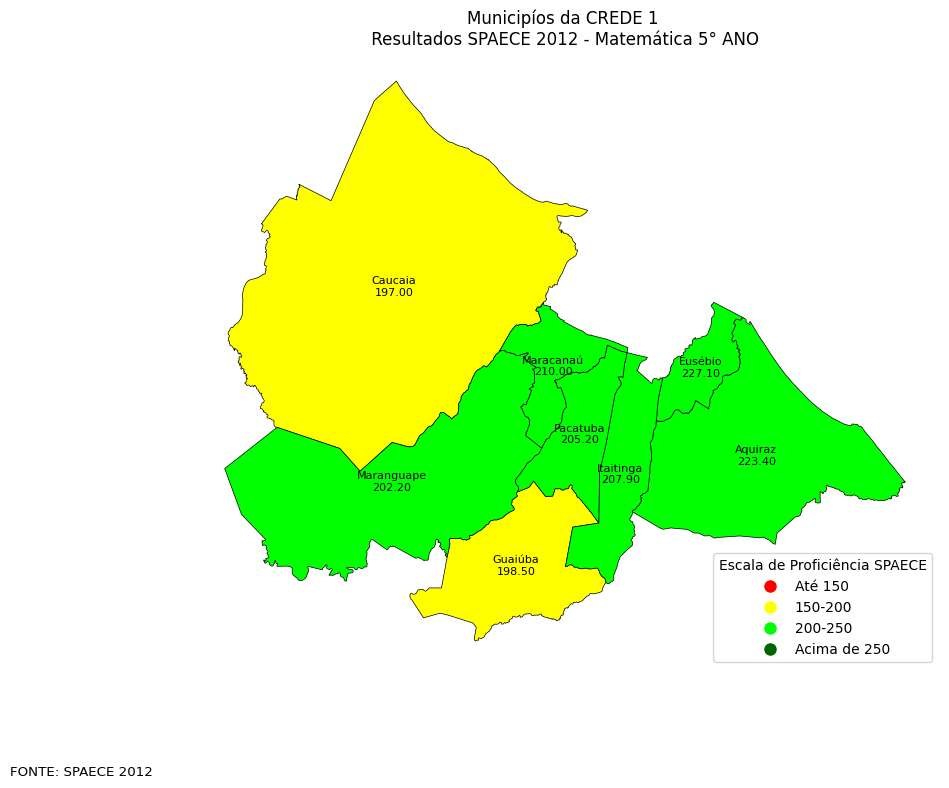 Municipíos da CREDE 1
Resultados SPAECE 2012 - Matemática 5° ANO
Caucaia
197.00
Maracanaú
210.00
Eusébio
227.10
Pacatuba
205.20
Aquiraz
223.40
Itaitinga
207.90
Maranguape
202.20
Guaiúba
198.50
Escala de Proficiência SPAECE
Até 150
150-200
200-250
Acima de 250
FONTE: SPAECE 2012